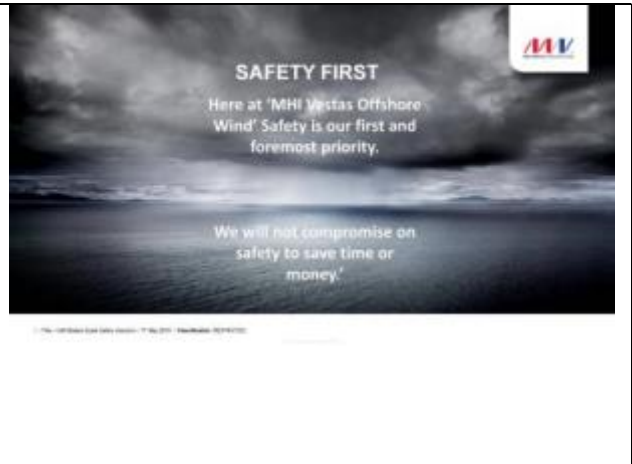 SAFETY FIRST
Here at 'MHI Vestas Offshore
Wind' Safety is our first and
foremost priority.
We will not compromise on
safety to save time or
money.'